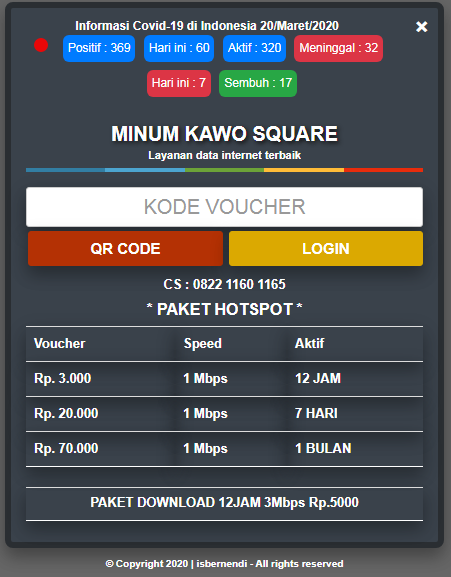 Informasi Covid-19 di Indonesia 20/Maret/2020
×
Positif : 369 Hari ini : 60 Aktif : 320 Meninggal : 32
Hari ini : 7 Sembuh : 17
MINUM KAWO SQUARE
Layanan data internet terbaik
KODE VOUCHER
QR CODE LOGIN
CS : 0822 1160 1165
* PAKET HOTSPOT *
Voucher Speed Aktif
Rp. 3.000 1 Mbps 12 JAM
Rp. 20.000 1 Mbps 7 HARI
Rp. 70.000 1 Mbps 1 BULAN
PAKET DOWNLOAD 12JAM 3Mbps Rp.5000
© Copyright 2020 | isbernendi - All rights reserved